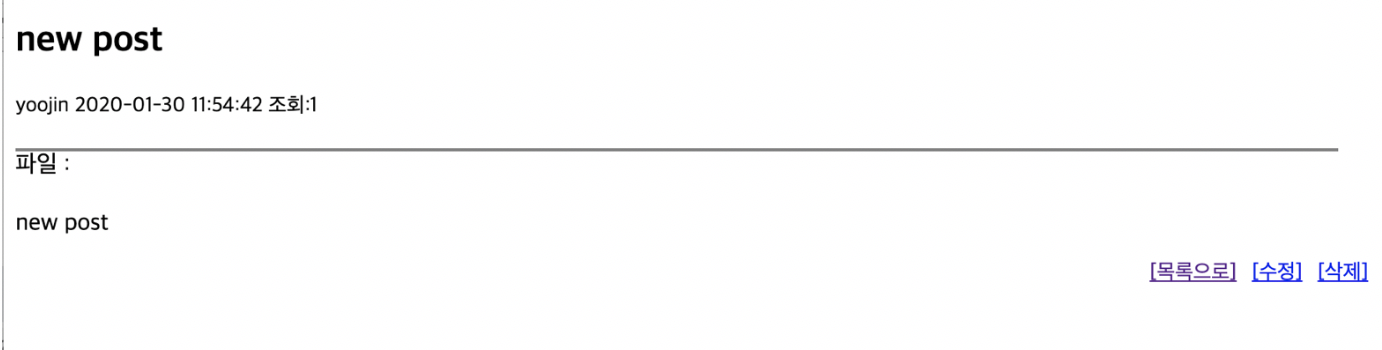 new post
yoojin 2020-01-30 11:54:42 조회:1
파일 :
new post
[목록으로] [수정] [삭제]